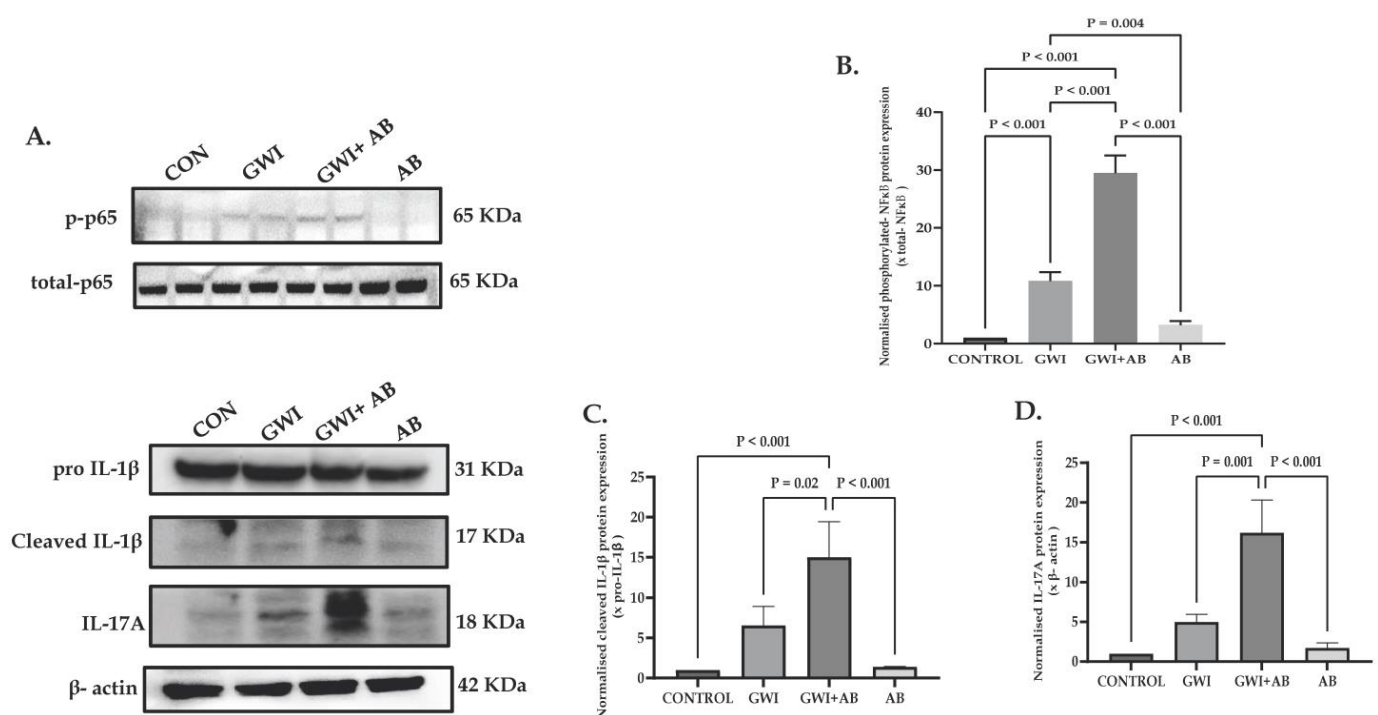 A.
CON GWI GWI+ AB AB
p-p65 65 KDa
total-p65 65 KDa
CON GWI GWI+ AB AB
pro IL-1β 31 KDa
Cleaved IL-1β 17 KDa
IL-17A 18 KDa
β- actin 42 KDa
B.
P = 0.004
P < 0.001
P < 0.001
P < 0.001 P < 0.001
Normalised phosphorylated- NFκB protein expression
(x total- NFκB )
40
30
20
10
0
CONTROL GWI GWI+AB AB
C.
P < 0.001
P = 0.02 P < 0.001
Normalised cleaved IL-1β protein expression
(x pro-IL-1β )
25
20
15
10
5
0
CONTROL GWI GWI+AB AB
D.
P < 0.001
P = 0.001 P < 0.001
Normalised IL-17A protein expression
(x β- actin )
25
20
15
10
5
0
CONTROL GWI GWI+AB AB